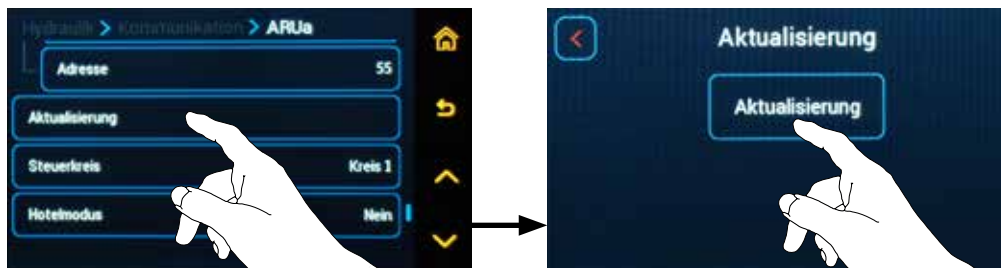 Hydraulik > Kommunikation > ARUa
Adresse 55
Aktualisierung
Steuerkreis Kreis 1
Hotelmodus Nein
Aktualisierung
Aktualisierung